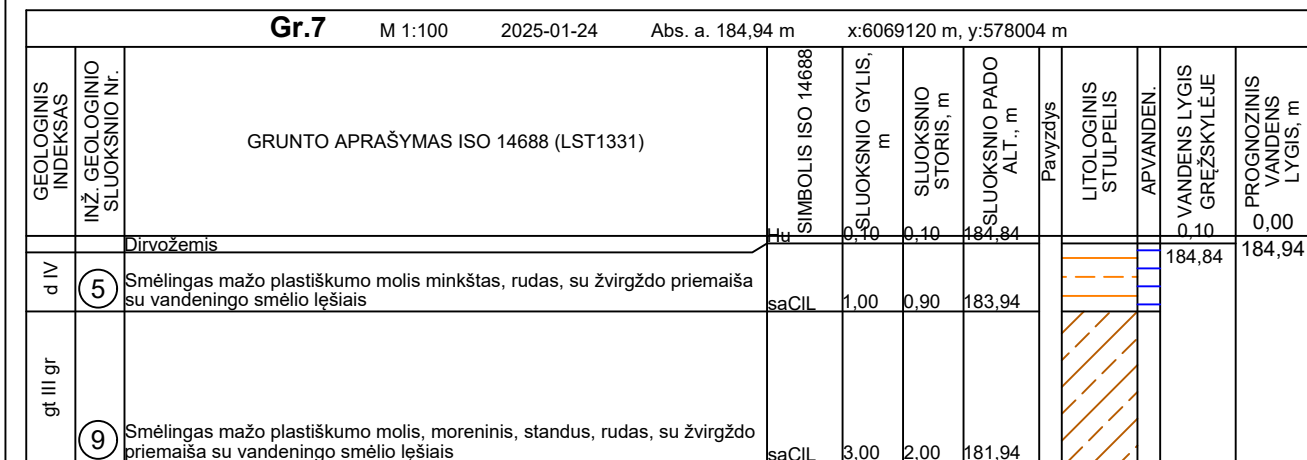 Gr.7 M 1:100 2025-01-24 Abs. a. 184,94 m x:6069120 m, y:578004 m
GEOLOGINIS
INDEKSAS
INŽ. GEOLOGINIO
SLUOKSNIO Nr.
GRUNTO APRAŠYMAS ISO 14688 (LST1331)
SIMBOLIS ISO 14688
SLUOKSNIO GYLIS,
m
SLUOKSNIO
STORIS, m
SLUOKSNIO PADO
ALT., m
Pavyzdys
LITOLOGINIS
STULPELIS
APVANDEN.
VANDENS LYGIS
GRĘŽSKYLĖJE
PROGNOZINIS
VANDENS
LYGIS, m
Dirvožemis Hu 0,10 0,10 184,84 0,10 0,00
184,84 184,94
d IV 5 Smėlingas mažo plastiškumo molis minkštas, rudas, su žvirgždo priemaiša
su vandeningo smėlio lęšiais saClL 1,00 0,90 183,94
gt III gr
9 Smėlingas mažo plastiškumo molis, moreninis, standus, rudas, su žvirgždo
priemaiša su vandeningo smėlio lęšiais saClL 3,00 2,00 181,94